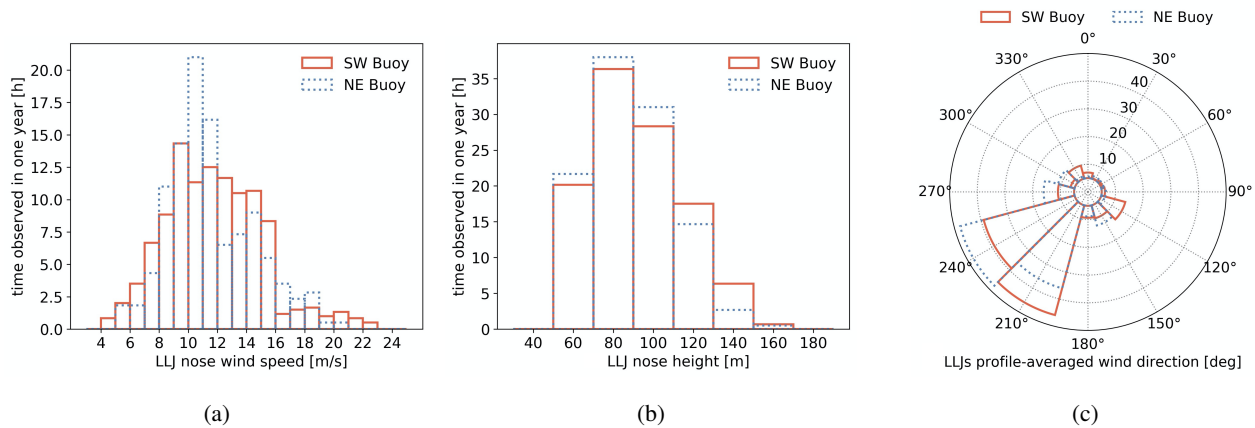 SW Buoy
NE Buoy
20.0
17.5
15.0
12.5
10.0
7.5
5.0
2.5
0.0
4 6 8 10 12 14 16 18 20 22 24
time observed in one year [h]
LLJ nose wind speed [m/s]
(a)
SW Buoy
NE Buoy
35
30
25
20
15
10
5
0
40 60 80 100 120 140 160 180
time observed in one year [h]
LLJ nose height [m]
(b)
SW Buoy NE Buoy
0°
330° 30°
40
300° 30 60°
20
10
270° 90°
240° 120°
210° 150°
180°
LLJs profile-averaged wind direction [deg]
(c)